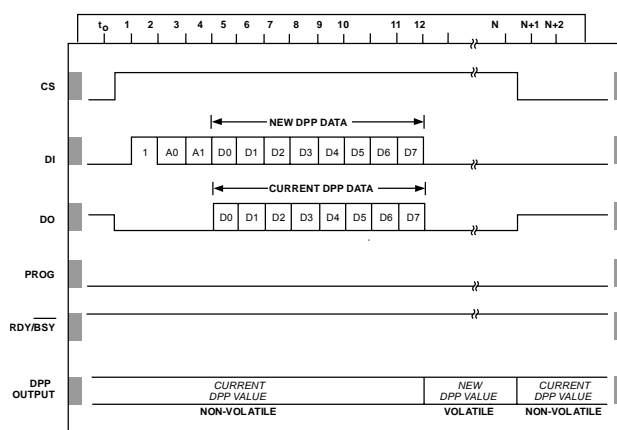 to 1 2 3 4 5 6 7 8 9 10 11 12 N N+1 N+2
CS
NEW DPP DATA
DI 1 A0 A1 D0 D1 D2 D3 D4 D5 D6 D7
CURRENT DPP DATA
DO D0 D1 D2 D3 D4 D5 D6 D7
PROG
RDY/BSY
DPP OUTPUT
CURRENT DPP VALUE
NEW DPP VALUE
CURRENT DPP VALUE
NON-VOLATILE VOLATILE NON-VOLATILE